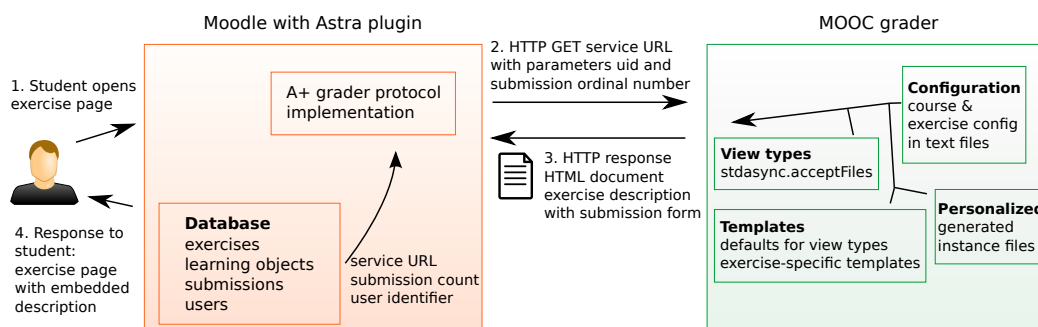 Moodle with Astra plugin
MOOC grader
1. Student opens
exercise page
A+ grader protocol
implementation
2. HTTP GET service URL
with parameters uid and
submission ordinal number
Configuration
course &
exercise config
in text files
View types
stdasync.acceptFiles
3. HTTP response
HTML document
exercise description
with submission form
4. Response to
student:
exercise page
with embedded
description
Database
exercises
learning objects
submissions
users
service URL
submission count
user identifier
Templates
defaults for view types
exercise-specific templates
Personalized
generated
instance files